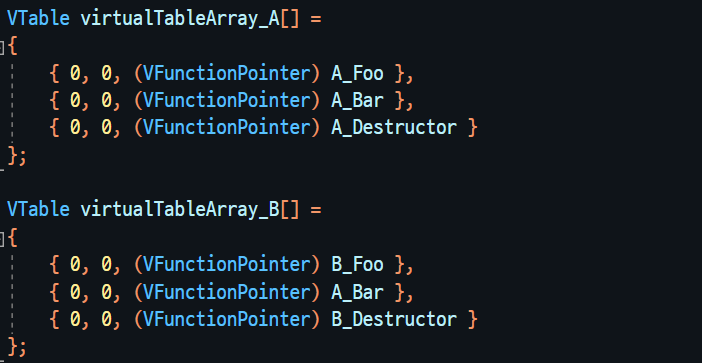 VTable virtualTableArray_A[] =
{
    { 0, 0, (VFunctionPointer) A_Foo },
    { 0, 0, (VFunctionPointer) A_Bar },
    { 0, 0, (VFunctionPointer) A_Destructor }
};

VTable virtualTableArray_B[] =
{
    { 0, 0, (VFunctionPointer) B_Foo },
    { 0, 0, (VFunctionPointer) A_Bar },
    { 0, 0, (VFunctionPointer) B_Destructor }
};